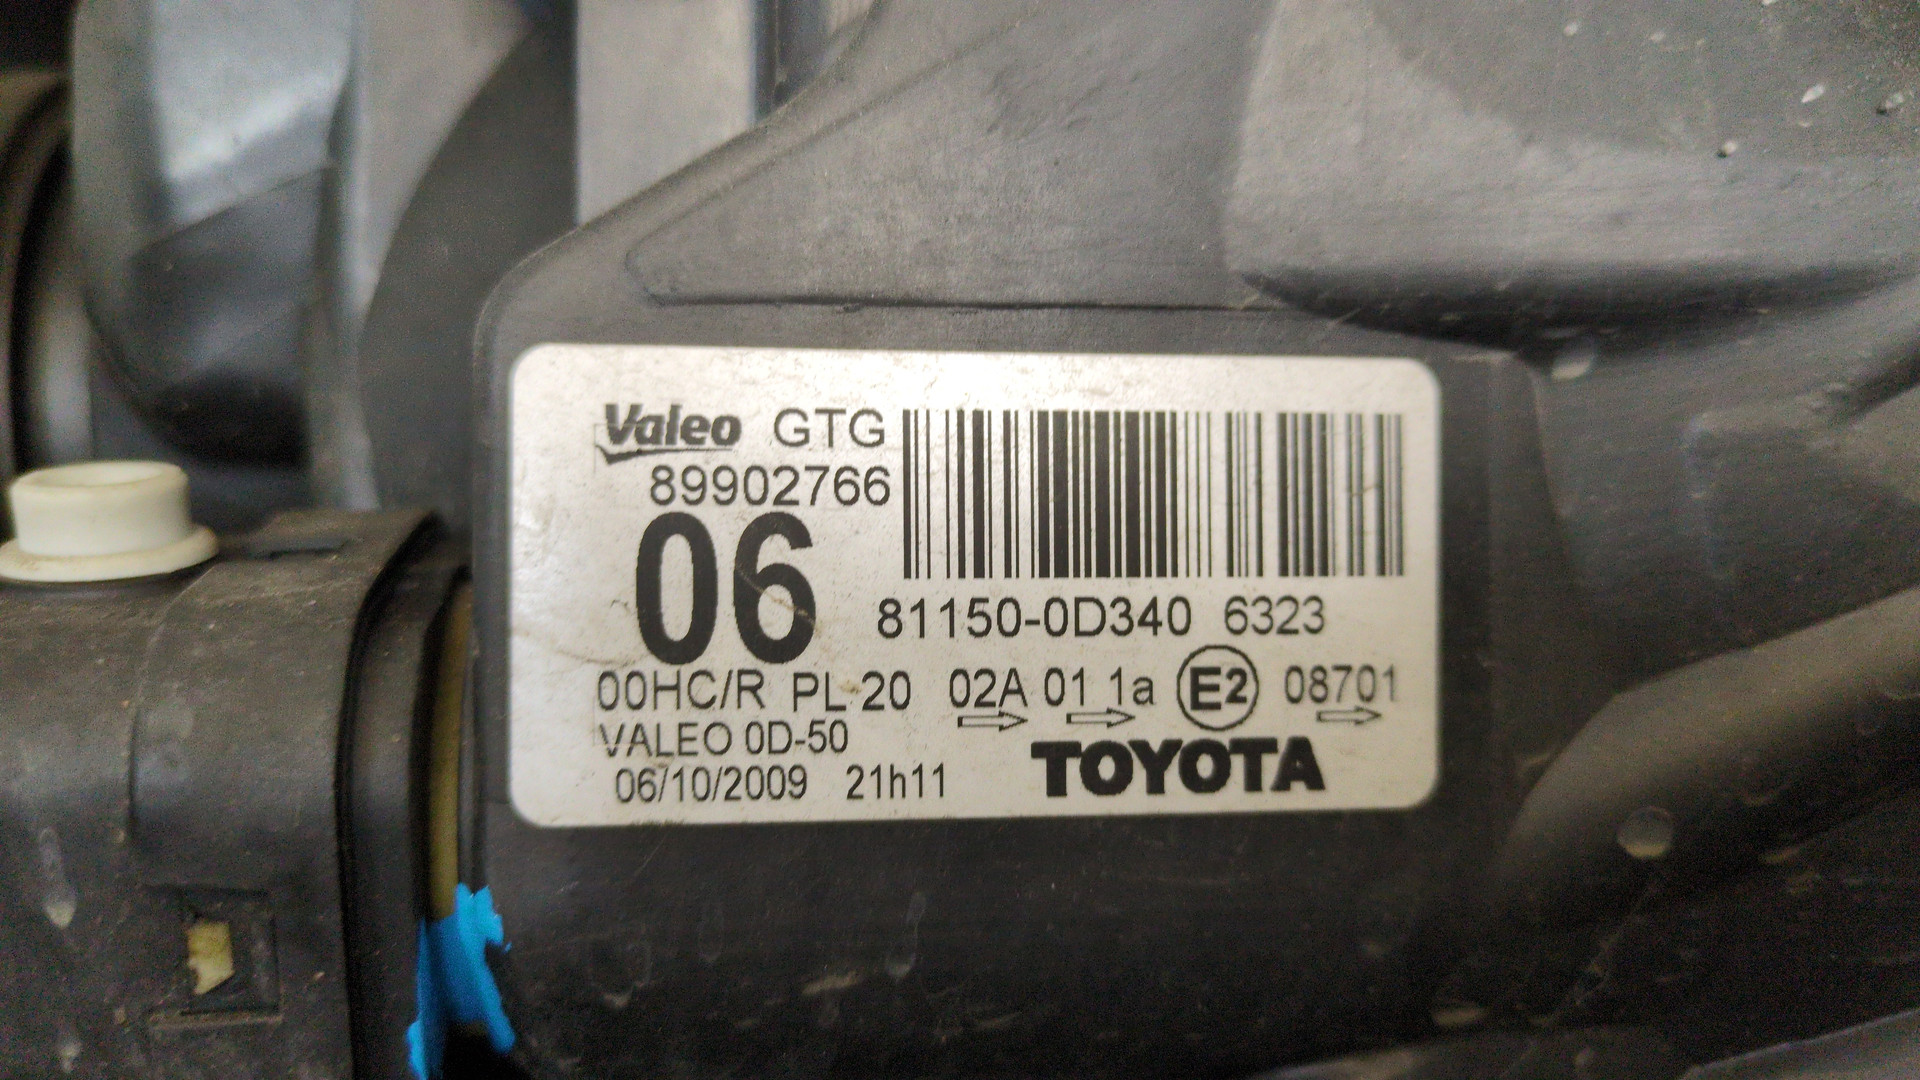 Valeo GTG
89902766
06
81150-0D340 6323
00HC/R PL 20 02A 01 1a E2 08701
VALEO 0D-50
06/10/2009 21h11
TOYOTA